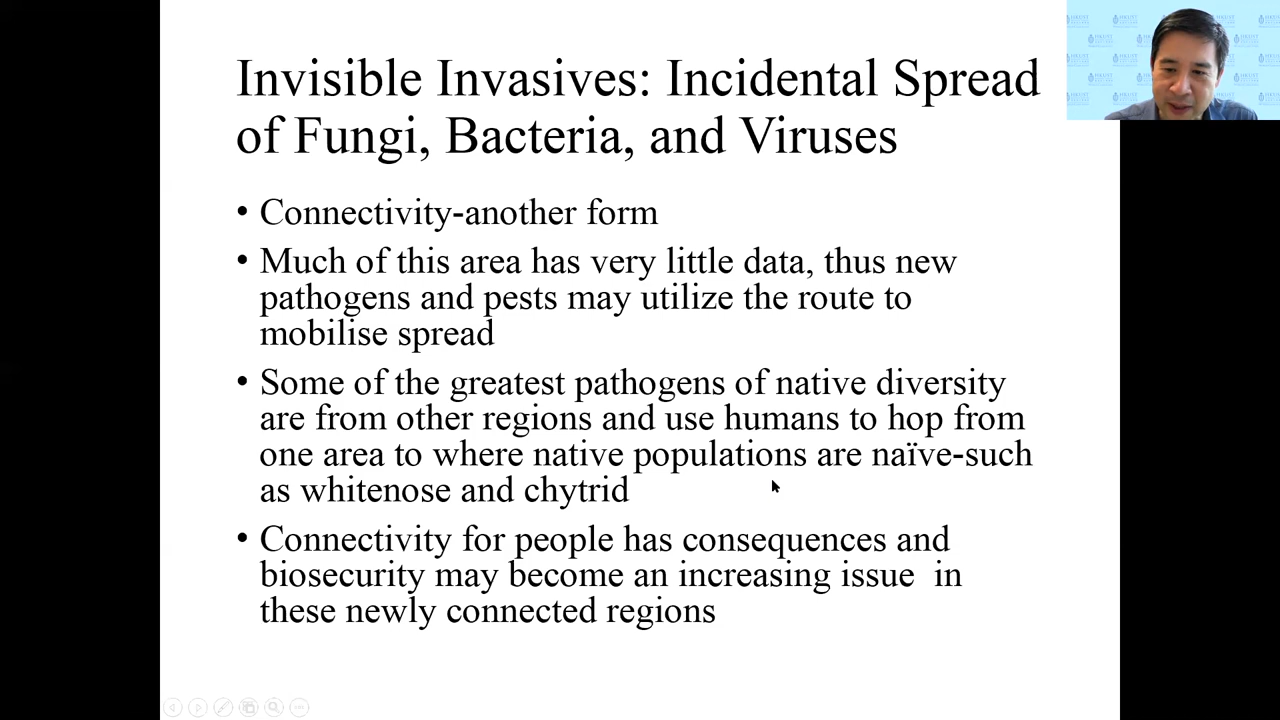 Invisible Invasives: Incidental Spread
of Fungi, Bacteria, and Viruses
• Connectivity-another form
• Much of this area has very little data, thus new
pathogens and pests may utilize the route to
mobilise spread
• Some of the greatest pathogens of native diversity
are from other regions and use humans to hop from
one area to where native populations are naïve-such
as whitenose and chytrid
• Connectivity for people has consequences and
biosecurity may become an increasing issue  in
these newly connected regions